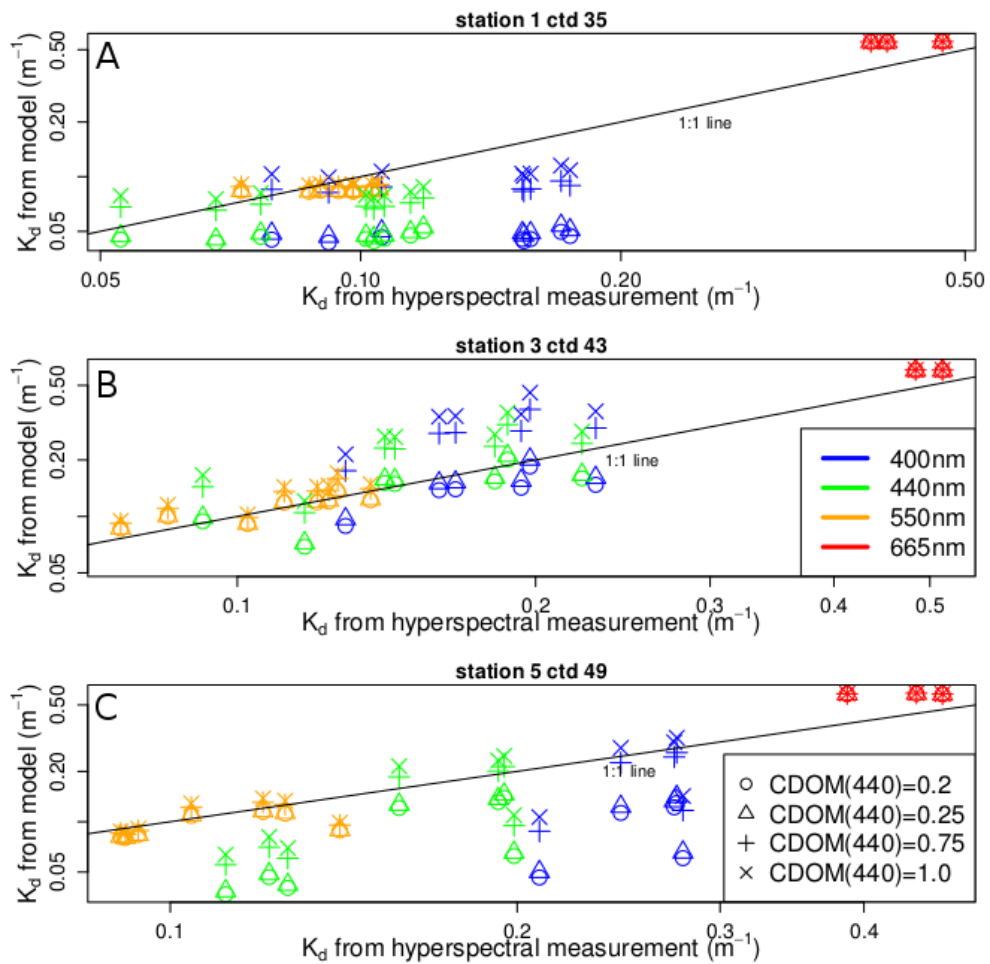 station 1 ctd 35
A
K_d from model (m⁻¹)
0.50
0.20
0.05
1:1 line
0.05 0.10 0.20 0.50
K_d from hyperspectral measurement (m⁻¹)
station 3 ctd 43
B
K_d from model (m⁻¹)
0.50
0.20
0.05
1:1 line
400nm
440nm
550nm
665nm
0.1 0.2 0.3 0.4 0.5
K_d from hyperspectral measurement (m⁻¹)
station 5 ctd 49
C
K_d from model (m⁻¹)
0.50
0.20
0.05
1:1 line
CDOM(440)=0.2
CDOM(440)=0.25
CDOM(440)=0.75
CDOM(440)=1.0
0.1 0.2 0.3 0.4
K_d from hyperspectral measurement (m⁻¹)